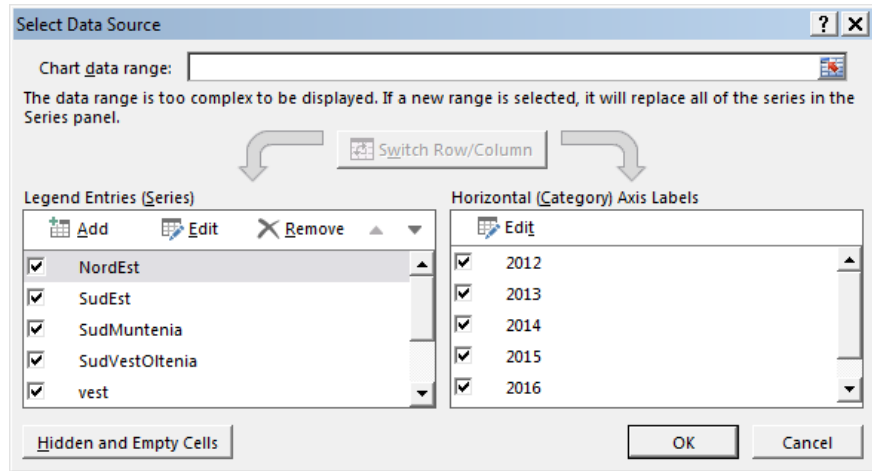 Select Data Source
? X
Chart data range:
The data range is too complex to be displayed. If a new range is selected, it will replace all of the series in the
Series panel.
Switch Row/Column
Legend Entries (Series)
Add Edit Remove
NordEst
SudEst
SudMuntenia
SudVestOltenia
vest
Horizontal (Category) Axis Labels
Edit
2012
2013
2014
2015
2016
Hidden and Empty Cells
OK
Cancel